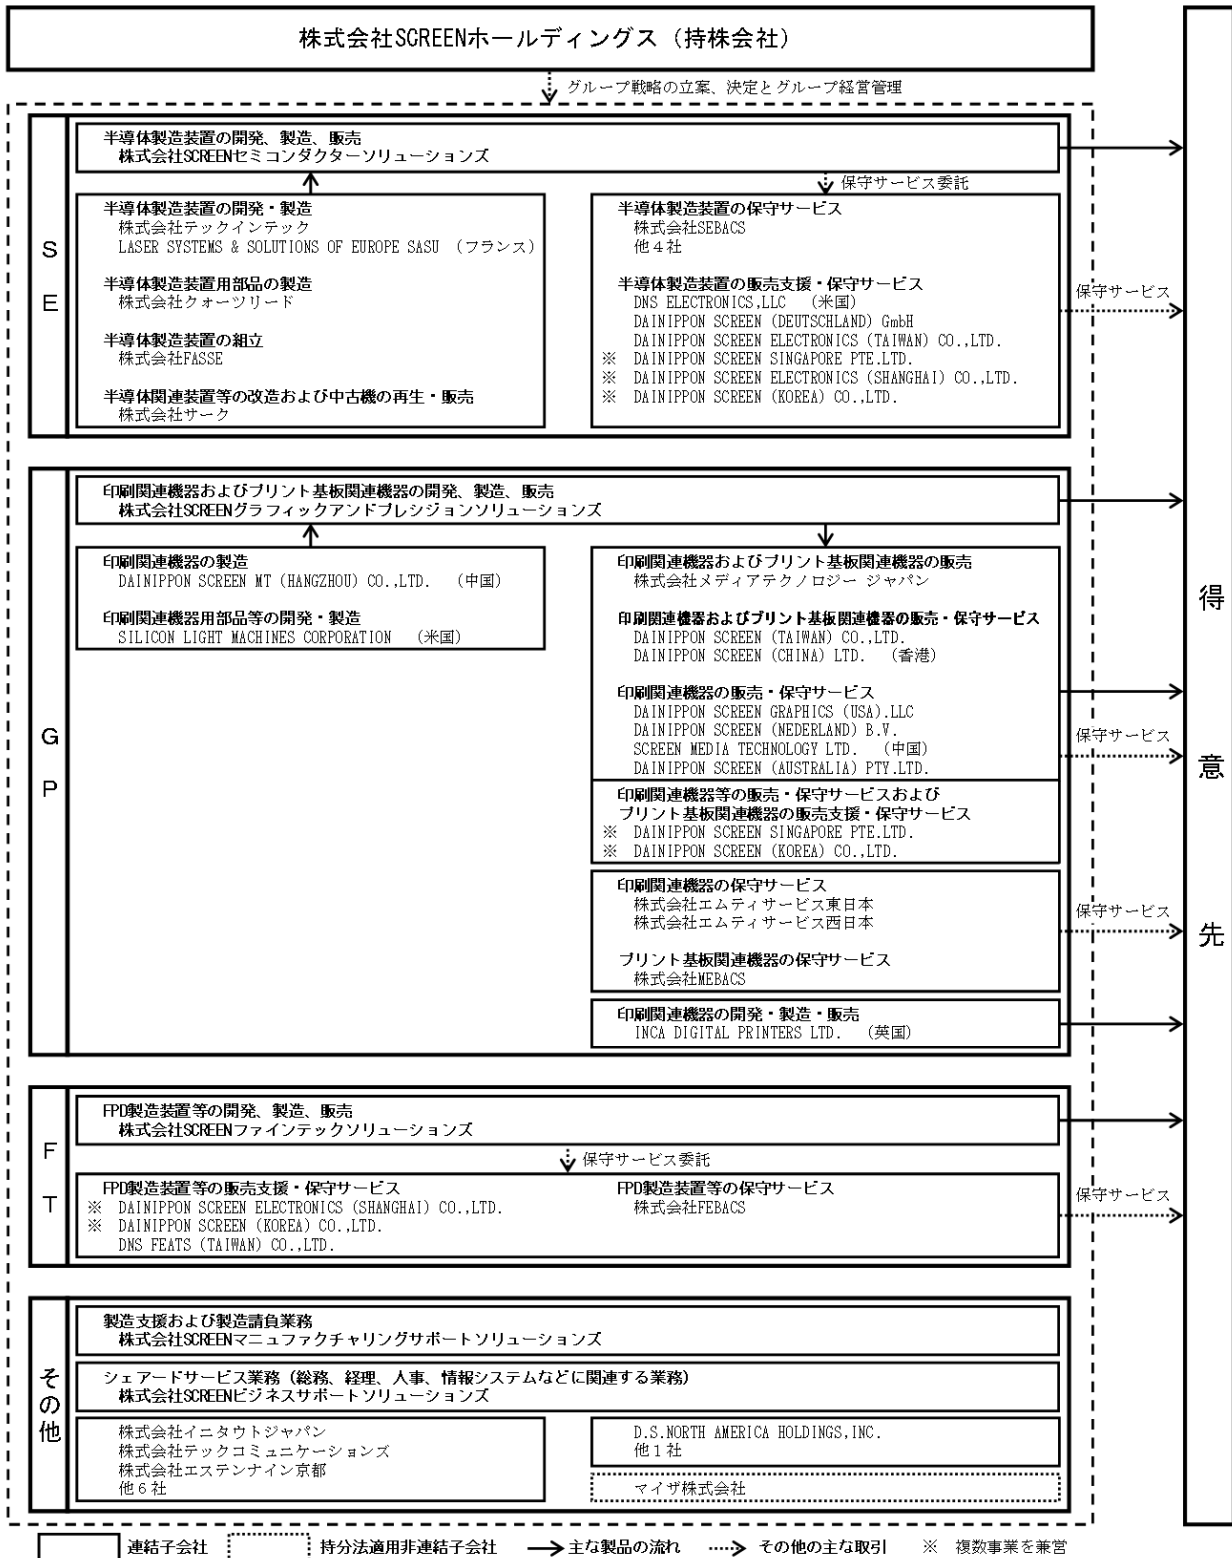 株式会社SCREENホールディングス（持株会社）
グループ戦略の立案、決定とグループ経営管理
SE
半導体製造装置の開発、製造、販売
株式会社SCREENセミコンダクターソリューションズ
保守サービス委託
半導体製造装置の開発・製造
株式会社テックインテック
LASER SYSTEMS & SOLUTIONS OF EUROPE SASU （フランス）
半導体製造装置用部品の製造
株式会社クォーツリード
半導体製造装置の組立
株式会社FASSE
半導体関連装置等の改造および中古機の再生・販売
株式会社サーク
半導体製造装置の保守サービス
株式会社SEBACS
他４社
半導体製造装置の販売支援・保守サービス
DNS ELECTRONICS,LLC （米国）
DAINIPPON SCREEN (DEUTSCHLAND) GmbH
DAINIPPON SCREEN ELECTRONICS (TAIWAN) CO.,LTD.
※ DAINIPPON SCREEN SINGAPORE PTE.LTD.
※ DAINIPPON SCREEN ELECTRONICS (SHANGHAI) CO.,LTD.
※ DAINIPPON SCREEN (KOREA) CO.,LTD.
保守サービス
GP
印刷関連機器およびプリント基板関連機器の開発、製造、販売
株式会社SCREENグラフィックアンドプレシジョンソリューションズ
印刷関連機器の製造
DAINIPPON SCREEN MT (HANGZHOU) CO.,LTD. （中国）
印刷関連機器用部品等の開発・製造
SILICON LIGHT MACHINES CORPORATION （米国）
印刷関連機器およびプリント基板関連機器の販売
株式会社メディアテクノロジー ジャパン
印刷関連機器およびプリント基板関連機器の販売・保守サービス
DAINIPPON SCREEN (TAIWAN) CO.,LTD.
DAINIPPON SCREEN (CHINA) LTD. （香港）
印刷関連機器の販売・保守サービス
DAINIPPON SCREEN GRAPHICS (USA).LLC
DAINIPPON SCREEN (NEDERLAND) B.V.
SCREEN MEDIA TECHNOLOGY LTD. （中国）
DAINIPPON SCREEN (AUSTRALIA) PTY.LTD.
保守サービス
印刷関連機器等の販売・保守サービスおよび
プリント基板関連機器の販売支援・保守サービス
※ DAINIPPON SCREEN SINGAPORE PTE.LTD.
※ DAINIPPON SCREEN (KOREA) CO.,LTD.
印刷関連機器の保守サービス
株式会社エムティサービス東日本
株式会社エムティサービス西日本
プリント基板関連機器の保守サービス
株式会社MEBACS
保守サービス
印刷関連機器の開発・製造・販売
INCA DIGITAL PRINTERS LTD. （英国）
FT
FPD製造装置等の開発、製造、販売
株式会社SCREENファインテックソリューションズ
保守サービス委託
FPD製造装置等の販売支援・保守サービス
※ DAINIPPON SCREEN ELECTRONICS (SHANGHAI) CO.,LTD.
※ DAINIPPON SCREEN (KOREA) CO.,LTD.
DNS FEATS (TAIWAN) CO.,LTD.
FPD製造装置等の保守サービス
株式会社FEBACS
保守サービス
その他
製造支援および製造請負業務
株式会社SCREENマニュファクチャリングサポートソリューションズ
シェアードサービス業務（総務、経理、人事、情報システムなどに関連する業務）
株式会社SCREENビジネスサポートソリューションズ
株式会社イニタウトジャパン
株式会社テックコミュニケーションズ
株式会社エステンナイン京都
他６社
D.S.NORTH AMERICA HOLDINGS,INC.
他１社
マイザ株式会社
得意先
連結子会社
持分法適用非連結子会社
主な製品の流れ
その他の主な取引
※ 複数事業を兼営